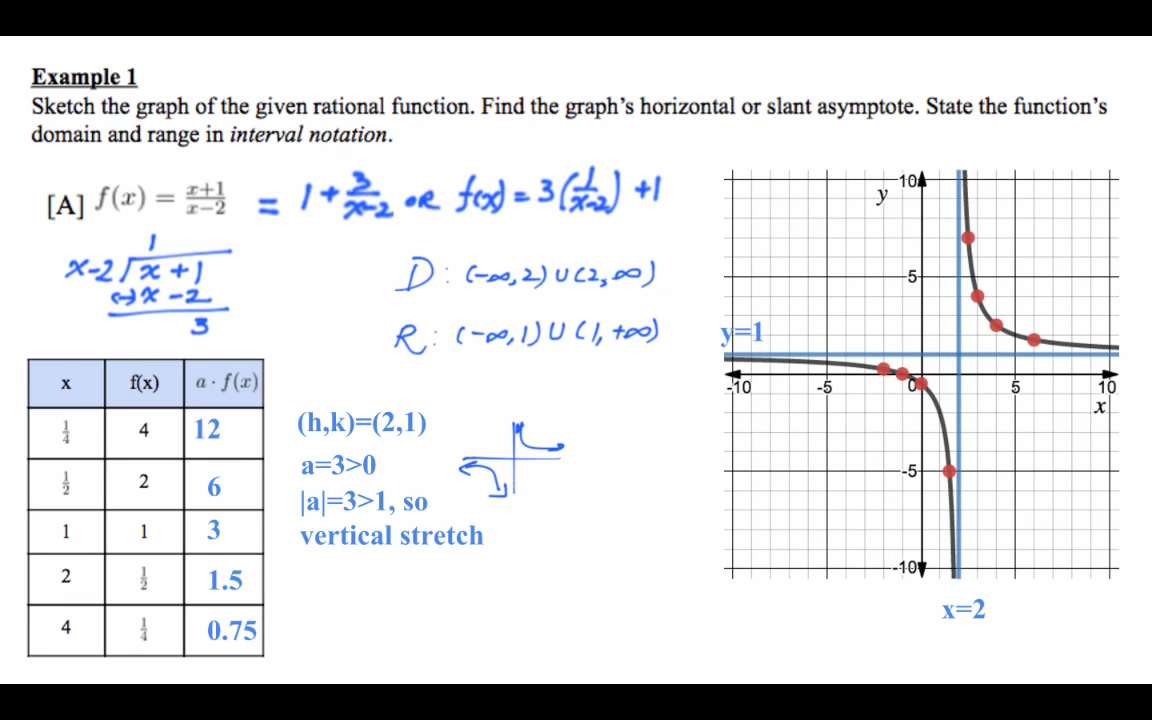 Example 1
Sketch the graph of the given rational function. Find the graph's horizontal or slant asymptote. State the function's
domain and range in interval notation.
[A] f(x) = x+1/x−2 = 1 + 3/x-2 OR f(x) = 3(1/x-2) + 1
1
x-2 √x + 1
(-)x - 2
3
D: (-∞, 2) ∪ (2, ∞)
R: (-∞, 1) ∪ (1, +∞)
x f(x) a · f(x)
1/4 4 12
1/2 2 6
1 1 3
2 1/2 1.5
4 1/4 0.75
(h,k)=(2,1)
a=3>0
|a|=3>1, so
vertical stretch
y
10
5
y=1
-10 -5 0 5 10
x
-5
-10
x=2